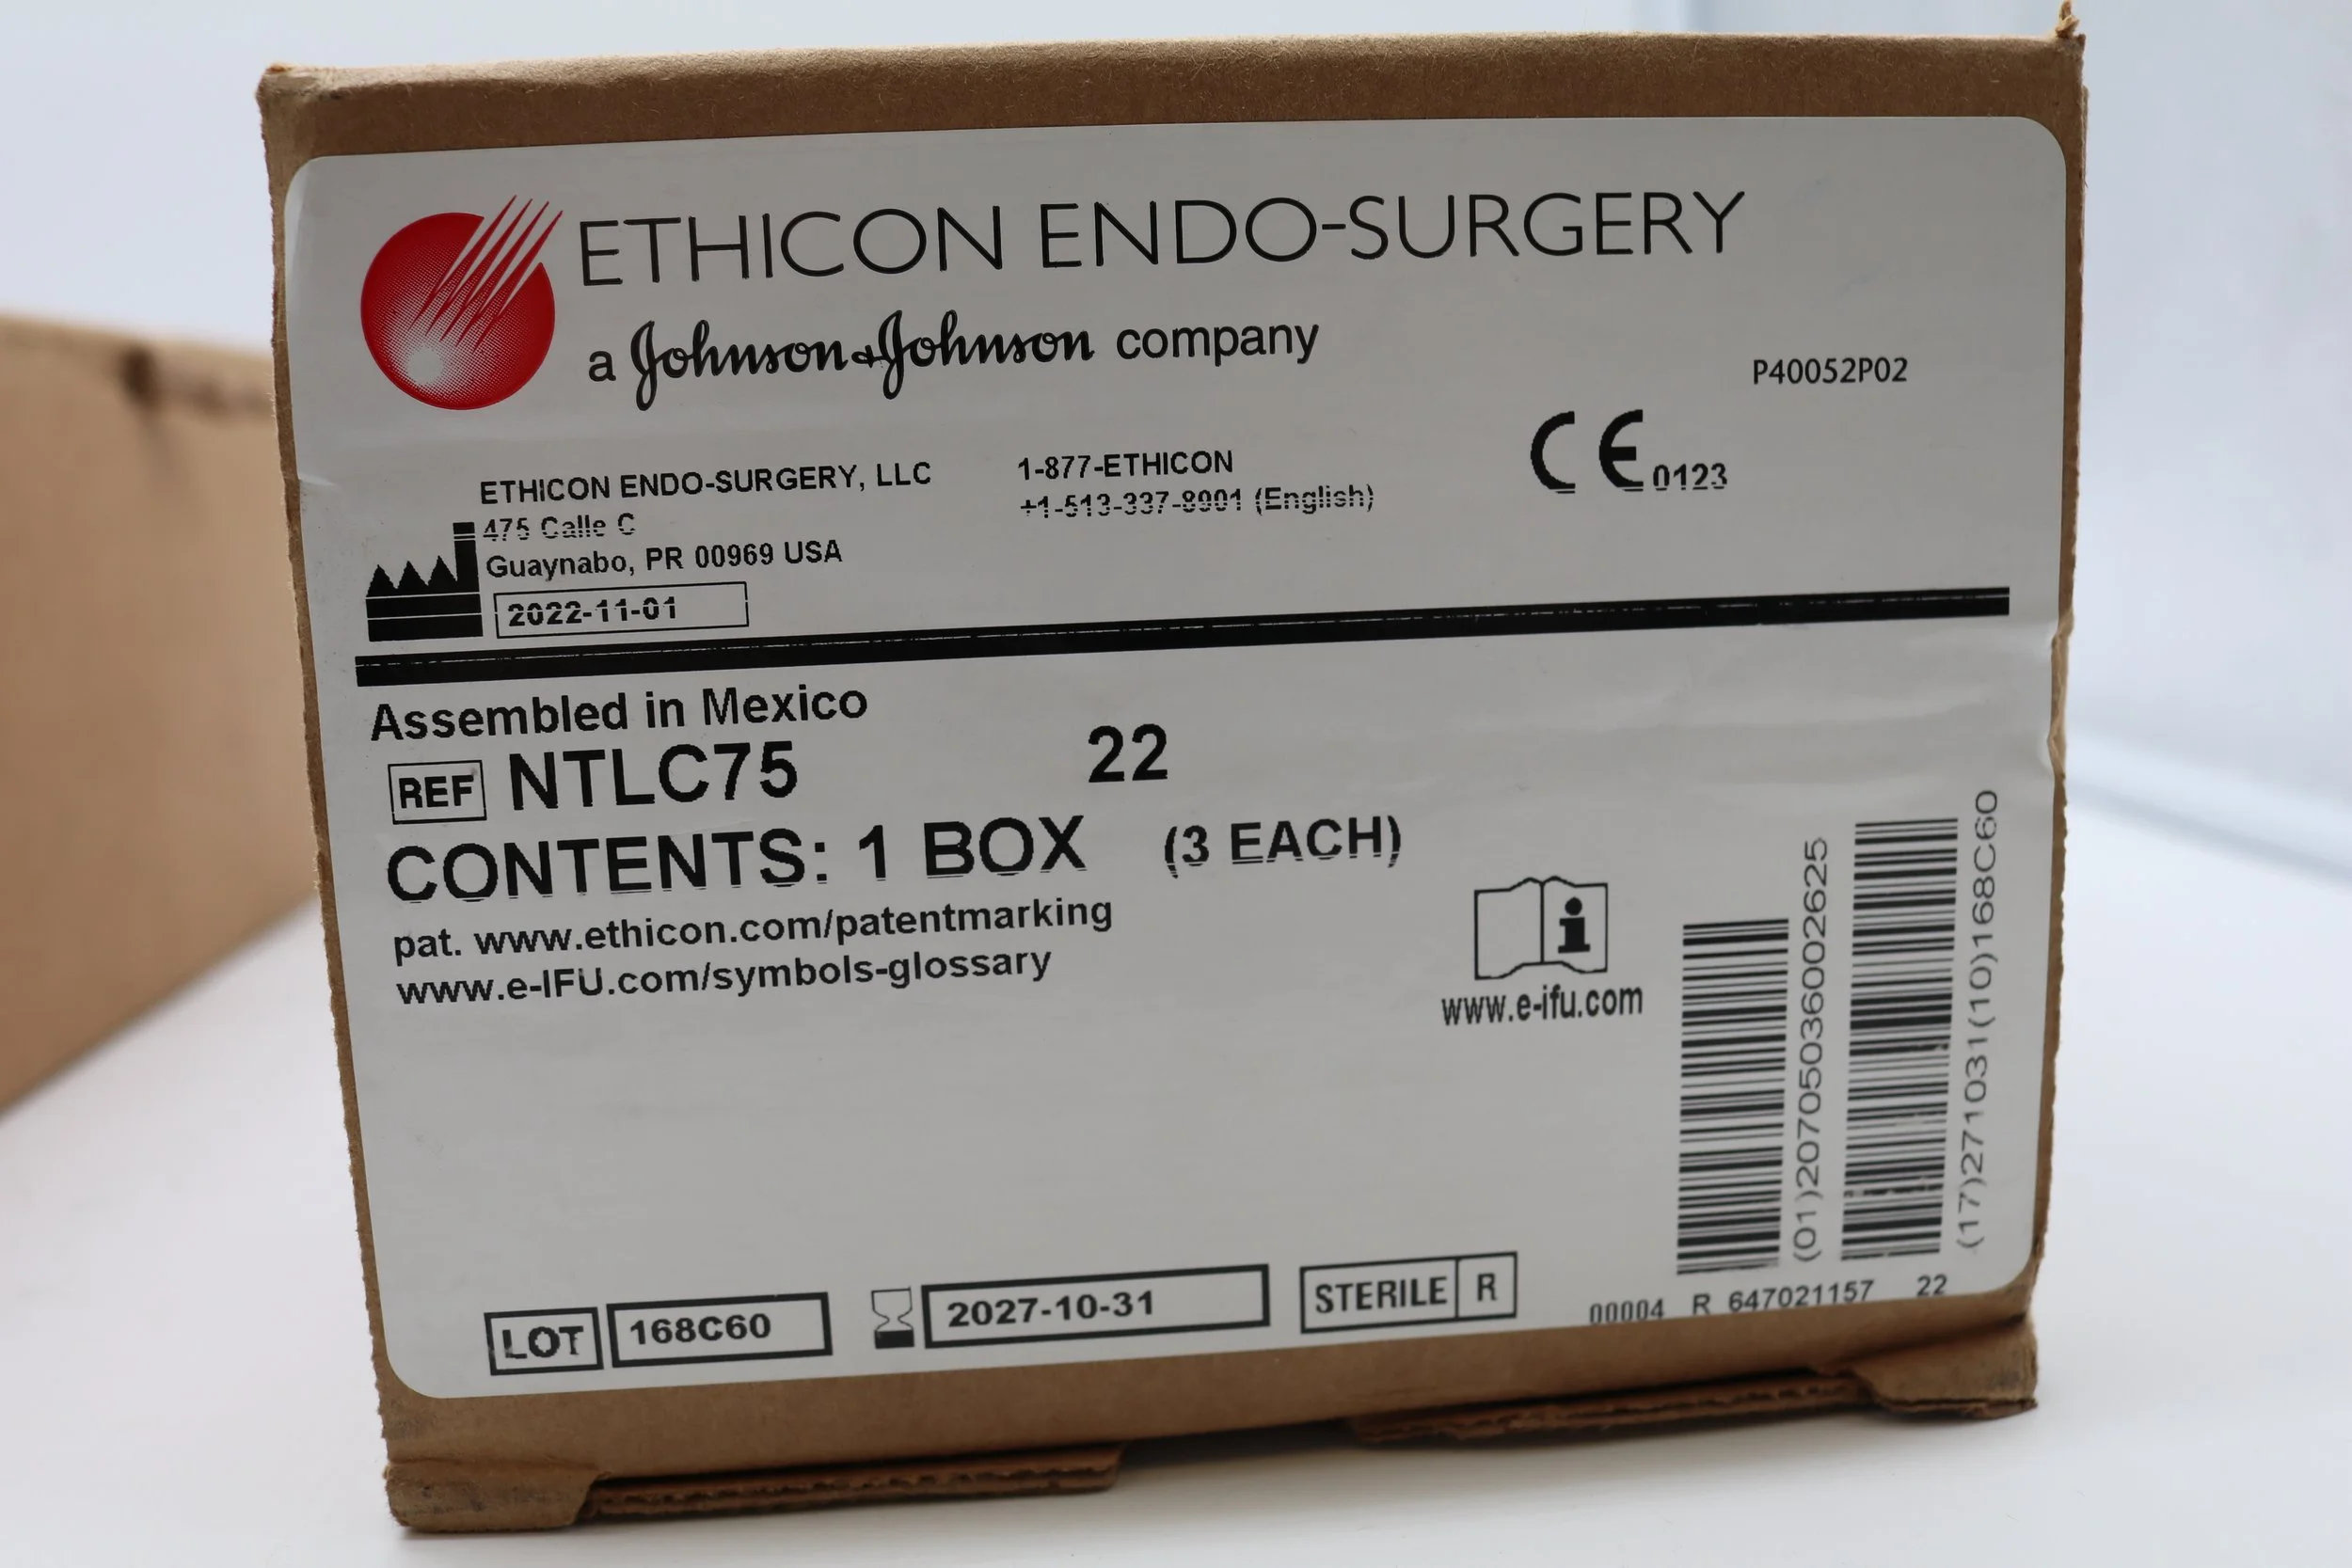 ETHICON ENDO-SURGERY
a Johnson & Johnson company
P40052P02
ETHICON ENDO-SURGERY, LLC
475 Calle C
Guaynabo, PR 00969 USA
2022-11-01
1-877-ETHICON
+1-513-337-8901 (English)
CE 0123
Assembled in Mexico
REF NTLC75 22
CONTENTS: 1 BOX (3 EACH)
pat. www.ethicon.com/patentmarking
www.e-IFU.com/symbols-glossary
i
www.e-ifu.com
(01)20705036002625
(17)271031(10)168C60
LOT 168C60
2027-10-31
STERILE R
00004 R 647021157 22